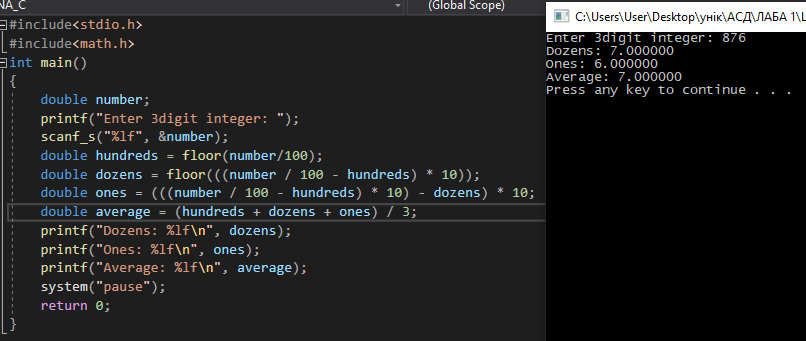 NA_C
(Global Scope)
#include<stdio.h>
#include<math.h>
int main()
{
double number;
printf("Enter 3digit integer: ");
scanf_s("%lf", &number);
double hundreds = floor(number/100);
double dozens = floor(((number / 100 - hundreds) * 10));
double ones = (((number / 100 - hundreds) * 10) - dozens) * 10;
double average = (hundreds + dozens + ones) / 3;
printf("Dozens: %lf\n", dozens);
printf("Ones: %lf\n", ones);
printf("Average: %lf\n", average);
system("pause");
return 0;
}
C:\Users\User\Desktop\унік\АСД\ЛАБА 1\L
Enter 3digit integer: 876
Dozens: 7.000000
Ones: 6.000000
Average: 7.000000
Press any key to continue . . .